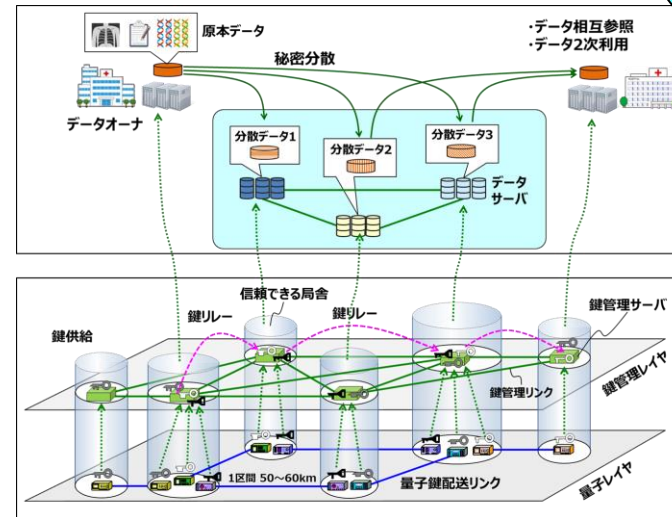 原本データ
・データ相互参照
・データ2次利用
秘密分散
データオーナ
分散データ1
分散データ2
分散データ3
データ
サーバ
信頼できる局舎
鍵供給
鍵リレー
鍵リレー
鍵管理サーバ
鍵管理リンク
鍵管理レイヤ
1区間 50～60km
量子鍵配送リンク
量子レイヤ